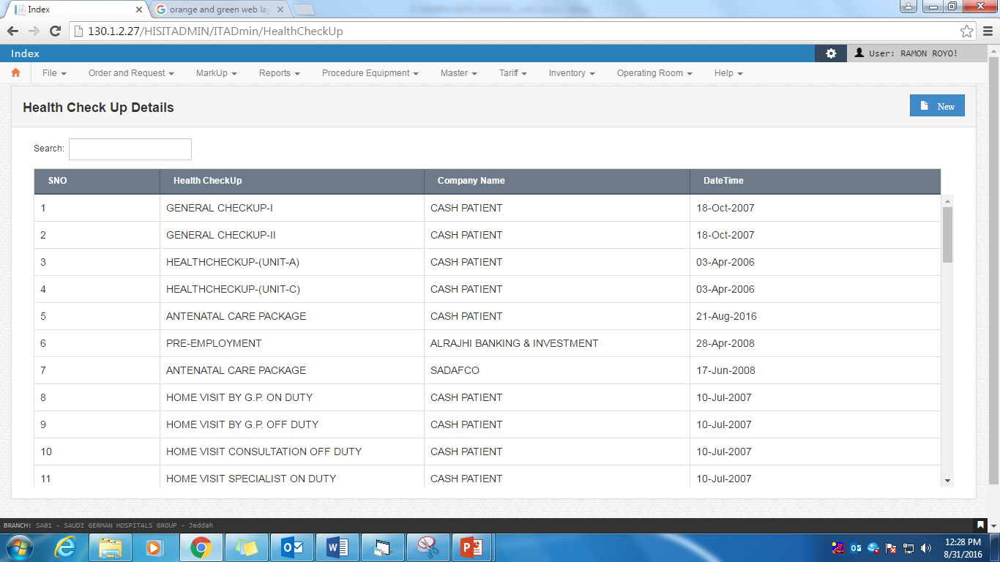 Index
orange and green web lay
130.1.2.27/HISITADMIN/ITADmin/HealthCheckUp
Index
User: RAMON ROYO!
File Order and Request MarkUp Reports Procedure Equipment Master Tariff Inventory Operating Room Help
Health Check Up Details
New
Search:
SNO Health CheckUp Company Name DateTime
1 GENERAL CHECKUP-I CASH PATIENT 18-Oct-2007
2 GENERAL CHECKUP-II CASH PATIENT 18-Oct-2007
3 HEALTHCHECKUP-(UNIT-A) CASH PATIENT 03-Apr-2006
4 HEALTHCHECKUP-(UNIT-C) CASH PATIENT 03-Apr-2006
5 ANTENATAL CARE PACKAGE CASH PATIENT 21-Aug-2016
6 PRE-EMPLOYMENT ALRAJHI BANKING & INVESTMENT 28-Apr-2008
7 ANTENATAL CARE PACKAGE SADAFCO 17-Jun-2008
8 HOME VISIT BY G.P. ON DUTY CASH PATIENT 10-Jul-2007
9 HOME VISIT BY G.P. OFF DUTY CASH PATIENT 10-Jul-2007
10 HOME VISIT CONSULTATION OFF DUTY CASH PATIENT 10-Jul-2007
11 HOME VISIT SPECIALIST ON DUTY CASH PATIENT 10-Jul-2007
BRANCH: SA01 - SAUDI GERMAN HOSPITALS GROUP - Jeddah
12:28 PM
8/31/2016